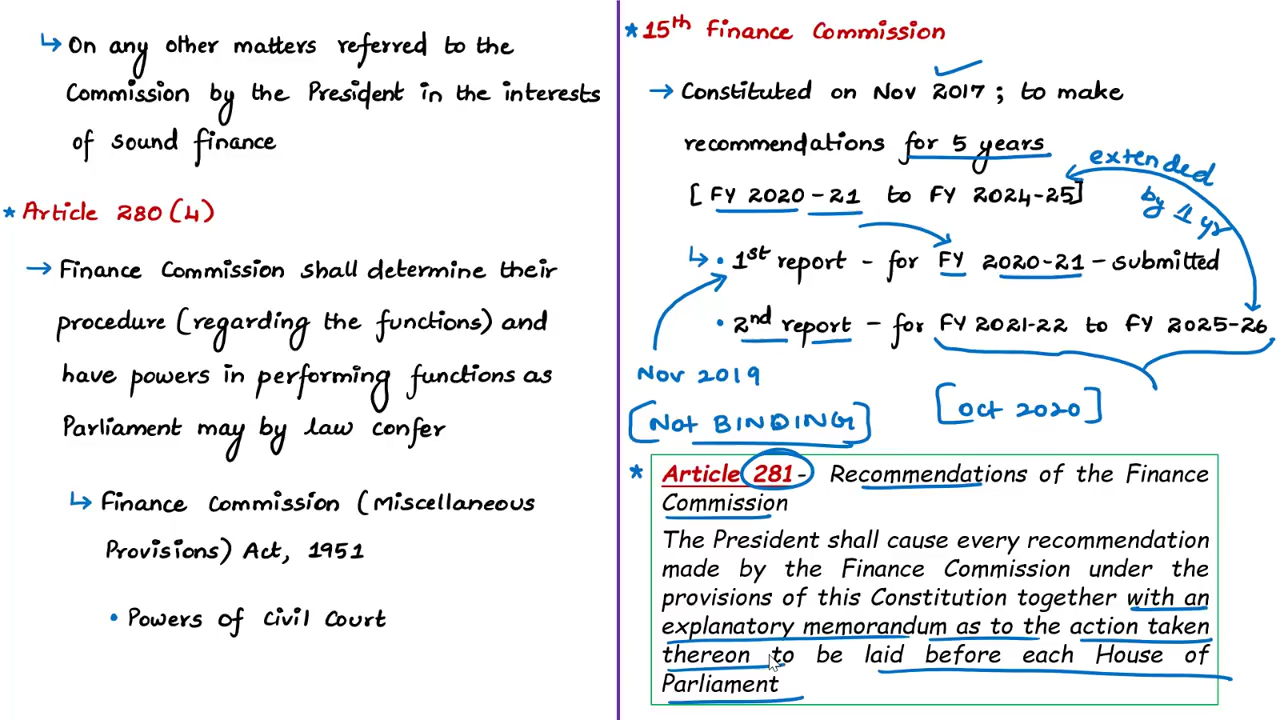 ↳ On any other matters referred to the
Commission by the President in the interests
of sound finance
* Article 280 (4)
→ Finance Commission shall determine their
procedure (regarding the functions) and
have powers in performing functions as
Parliament may by law confer
↳ Finance Commission (Miscellaneous
Provisions) Act, 1951
• Powers of Civil Court
* 15th Finance Commission
→ Constituted on Nov 2017 ; to make
recommendations for 5 years
[ FY 2020-21 to FY 2024-25]
extended
by 1 yr
↳ • 1st report - for FY 2020-21 - submitted
• 2nd report - for FY 2021-22 to FY 2025-26
Nov 2019
[Oct 2020]
[Not BINDING]
* Article 281- Recommendations of the Finance
Commission
The President shall cause every recommendation
made by the Finance Commission under the
provisions of this Constitution together with an
explanatory memorandum as to the action taken
thereon to be laid before each House of
Parliament